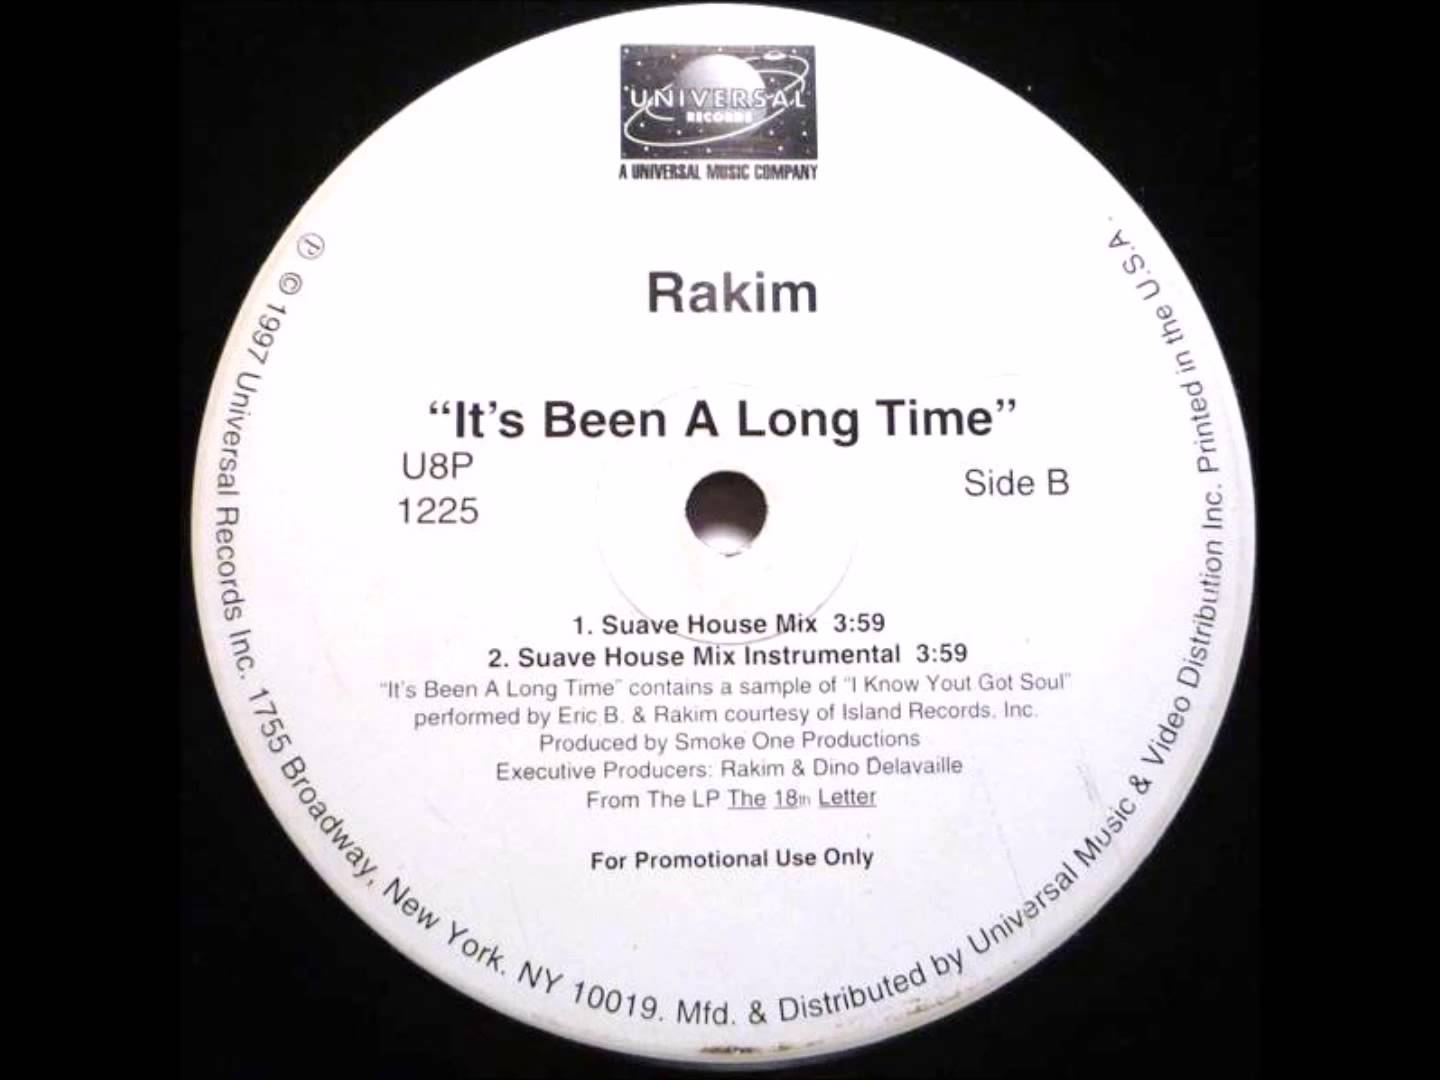 UNIVERSAL
RECORDS
A UNIVERSAL MUSIC COMPANY
Rakim
“It’s Been A Long Time”
U8P
1225
Side B
1. Suave House Mix 3:59
2. Suave House Mix Instrumental 3:59
“It’s Been A Long Time” contains a sample of “I Know Yout Got Soul”
performed by Eric B. & Rakim courtesy of Island Records, Inc.
Produced by Smoke One Productions
Executive Producers: Rakim & Dino Delavaille
From The LP The 18th Letter
For Promotional Use Only
℗ © 1997 Universal Records Inc. 1755 Broadway, New York. NY 10019. Mfd. & Distributed by Universal Music & Video Distribution Inc. Printed in the U.S.A.